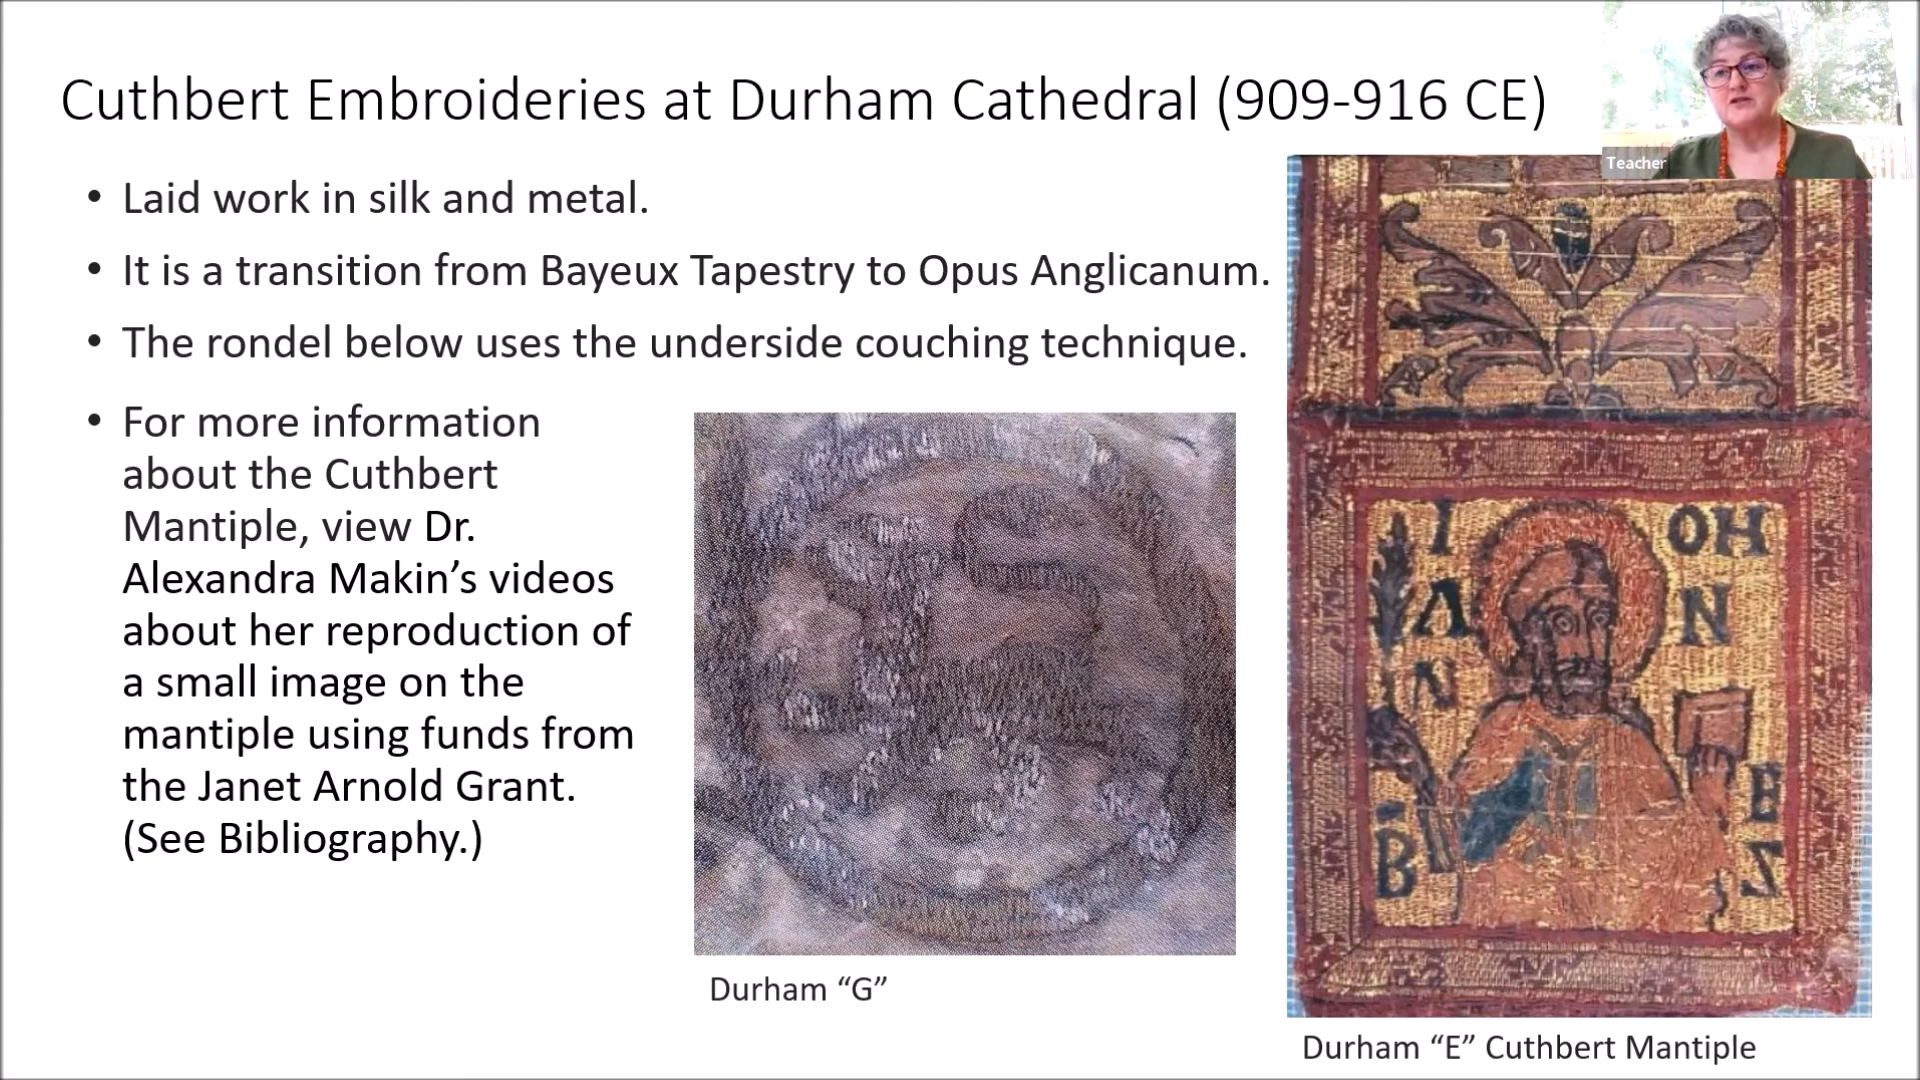 Cuthbert Embroideries at Durham Cathedral (909-916 CE)
Teacher
• Laid work in silk and metal.
• It is a transition from Bayeux Tapestry to Opus Anglicanum.
• The rondel below uses the underside couching technique.
• For more information
about the Cuthbert
Mantiple, view Dr.
Alexandra Makin’s videos
about her reproduction of
a small image on the
mantiple using funds from
the Janet Arnold Grant.
(See Bibliography.)
Durham “G”
I OH
Λ N
N
B E
S
Durham “E” Cuthbert Mantiple